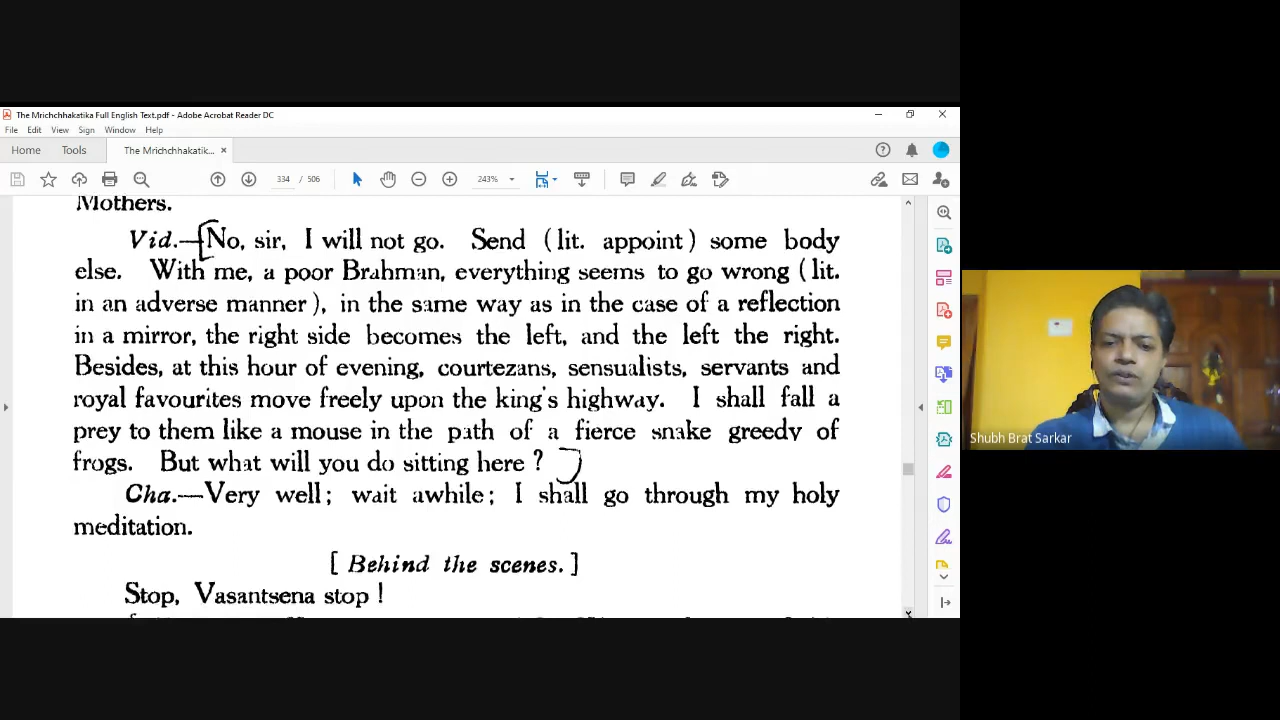 The Mrichchhakatika Full English Text.pdf - Adobe Acrobat Reader DC
File Edit View Sign Window Help
Home Tools The Mrichchhakatik... ×
334 / 506 243%
Mothers.
Vid.—[No, sir, I will not go. Send (lit. appoint) some body
else. With me, a poor Brahman, everything seems to go wrong (lit.
in an adverse manner), in the same way as in the case of a reflection
in a mirror, the right side becomes the left, and the left the right.
Besides, at this hour of evening, courtezans, sensualists, servants and
royal favourites move freely upon the king's highway. I shall fall a
prey to them like a mouse in the path of a fierce snake greedy of
frogs. But what will you do sitting here ? ]
Cha.—Very well; wait awhile; I shall go through my holy
meditation.
[ Behind the scenes. ]
Stop, Vasantsena stop !
Shubh Brat Sarkar